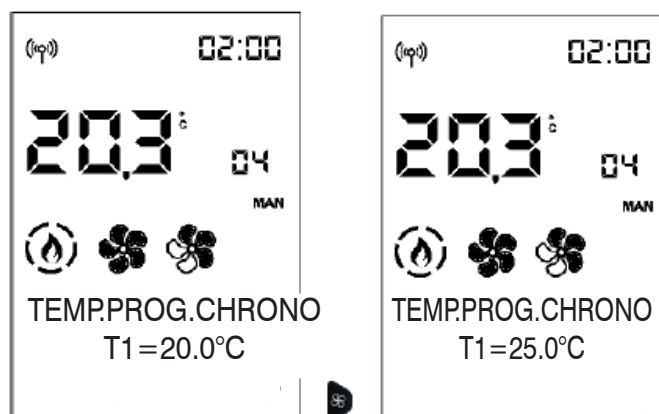 02:00
20,3 °C
04
MAN
TEMP.PROG.CHRONO
T1=20.0°C
02:00
20,3 °C
04
MAN
TEMP.PROG.CHRONO
T1=25.0°C